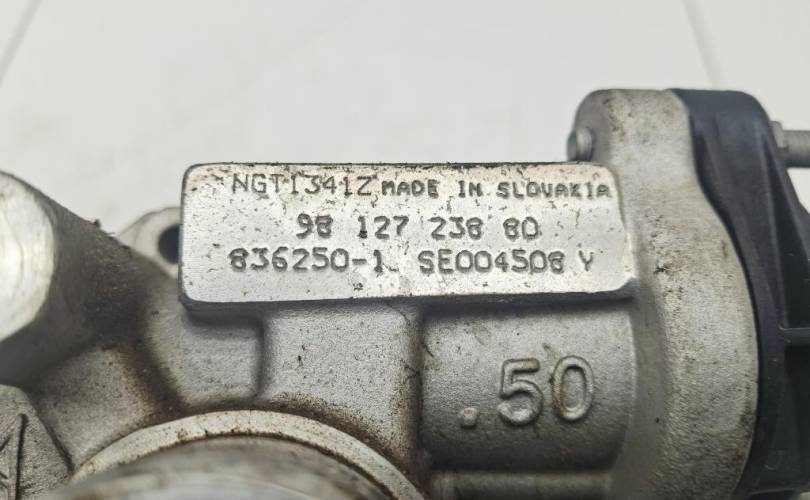 NGT1341Z MADE IN SLOVAKIA
98 127 238 80
836250-1 SE004508 Y
.50